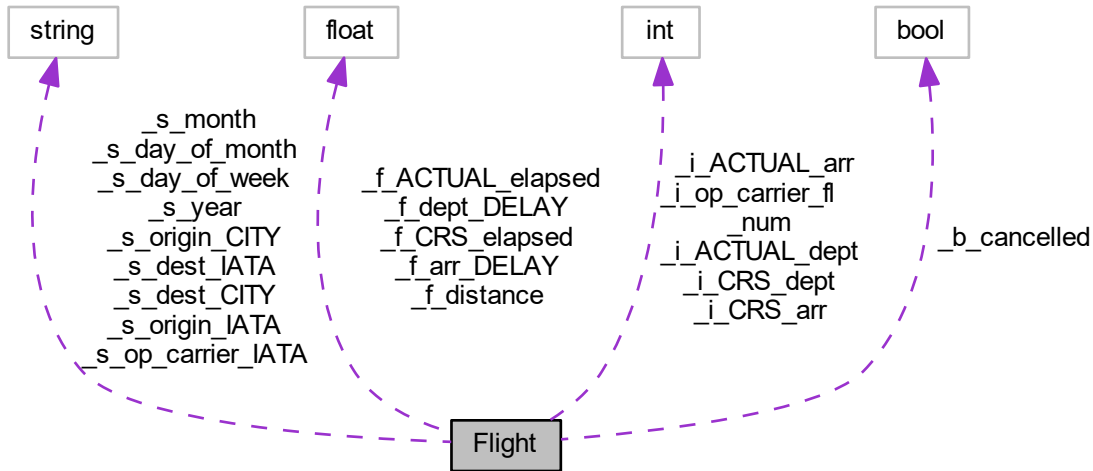 string
float
int
bool
_s_month
_s_day_of_month
_s_day_of_week
_s_year
_s_origin_CITY
_s_dest_IATA
_s_dest_CITY
_s_origin_IATA
_s_op_carrier_IATA
_f_ACTUAL_elapsed
_f_dept_DELAY
_f_CRS_elapsed
_f_arr_DELAY
_f_distance
_i_ACTUAL_arr
_i_op_carrier_fl
_num
_i_ACTUAL_dept
_i_CRS_dept
_i_CRS_arr
_b_cancelled
Flight